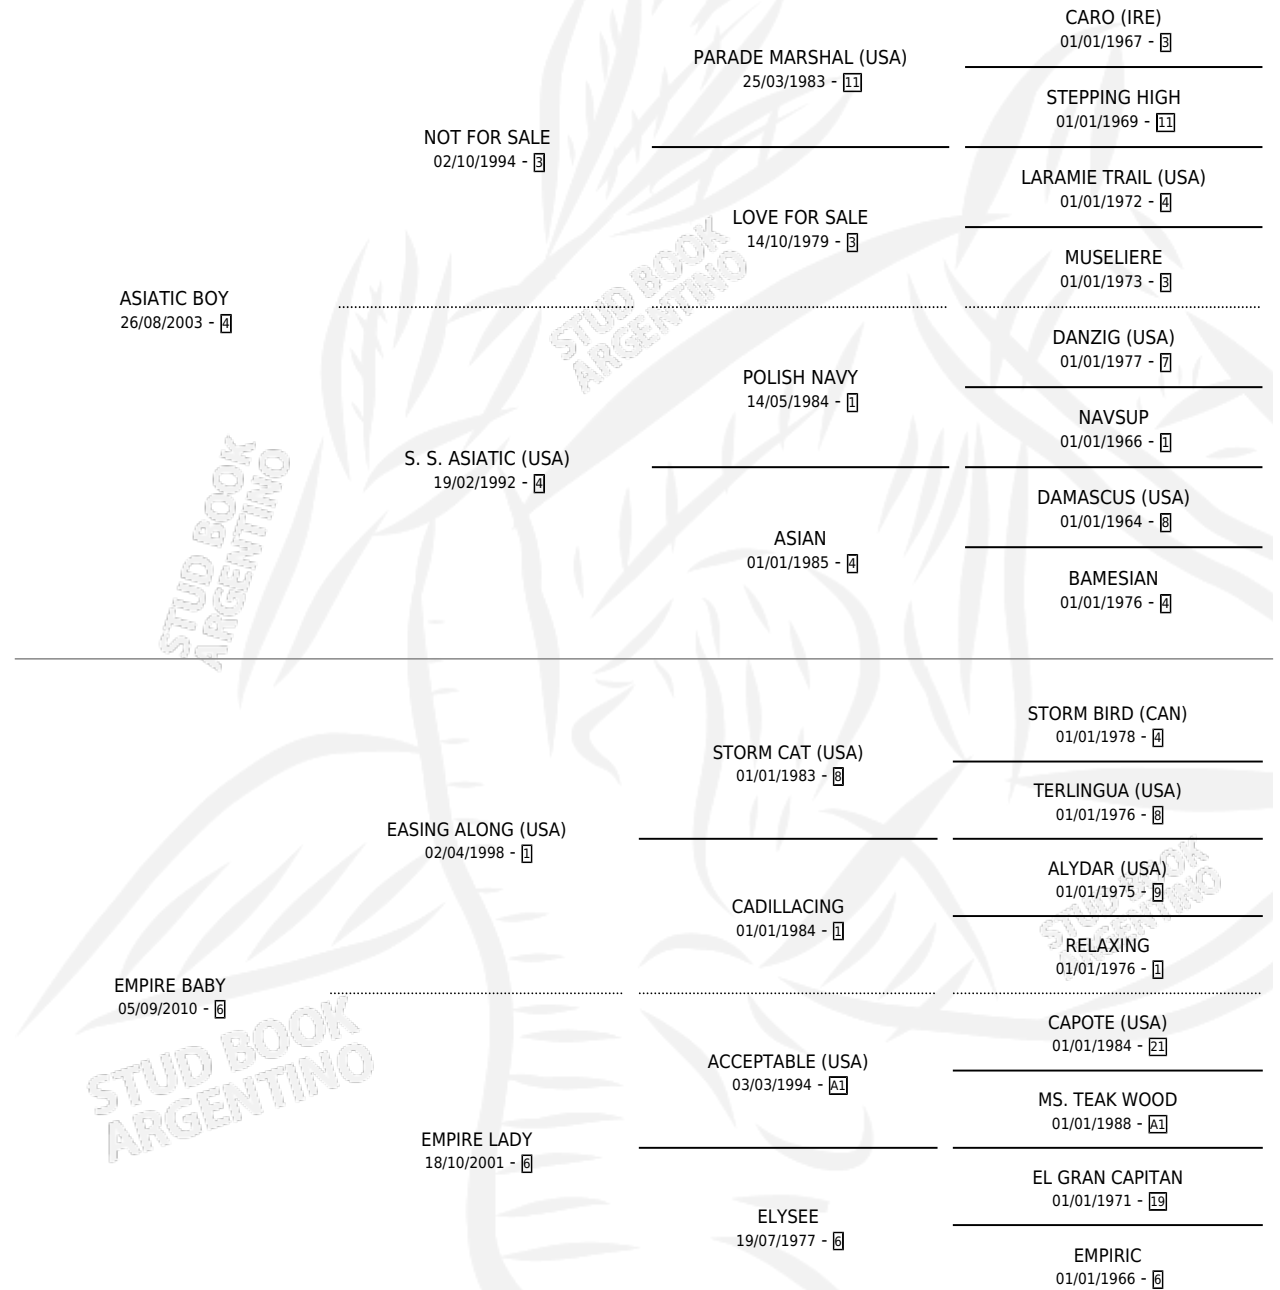 CARO (IRE)
01/01/1967 - 3
PARADE MARSHAL (USA)
25/03/1983 - 11
STEPPING HIGH
01/01/1969 - 11
NOT FOR SALE
02/10/1994 - 3
LARAMIE TRAIL (USA)
01/01/1972 - 4
LOVE FOR SALE
14/10/1979 - 3
MUSELIERE
01/01/1973 - 3
ASIATIC BOY
26/08/2003 - 4
DANZIG (USA)
01/01/1977 - 7
POLISH NAVY
14/05/1984 - 1
NAVSUP
01/01/1966 - 1
S. S. ASIATIC (USA)
19/02/1992 - 4
DAMASCUS (USA)
01/01/1964 - 8
ASIAN
01/01/1985 - 4
BAMESIAN
01/01/1976 - 4
STORM BIRD (CAN)
01/01/1978 - 4
STORM CAT (USA)
01/01/1983 - 8
TERLINGUA (USA)
01/01/1976 - 8
EASING ALONG (USA)
02/04/1998 - 1
ALYDAR (USA)
01/01/1975 - 9
CADILLACING
01/01/1984 - 1
RELAXING
01/01/1976 - 1
EMPIRE BABY
05/09/2010 - 6
CAPOTE (USA)
01/01/1984 - 21
ACCEPTABLE (USA)
03/03/1994 - A1
MS. TEAK WOOD
01/01/1988 - A1
EMPIRE LADY
18/10/2001 - 6
EL GRAN CAPITAN
01/01/1971 - 19
ELYSEE
19/07/1977 - 6
EMPIRIC
01/01/1966 - 6
STUD BOOK
ARGENTINO
STUD BOOK
ARGENTINO
STUD BOOK
ARGENTINO
STUD BOOK
ARGENTINO